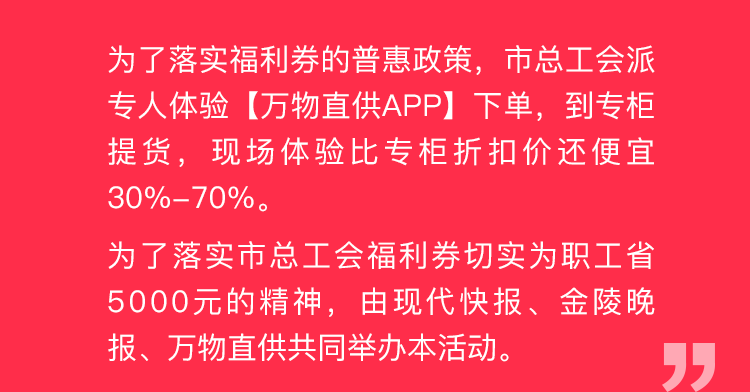 为了落实福利券的普惠政策，市总工会派
专人体验【万物直供APP】下单，到专柜
提货，现场体验比专柜折扣价还便宜
30%-70%。
为了落实市总工会福利券切实为职工省
5000元的精神，由现代快报、金陵晚
报、万物直供共同举办本活动。
”